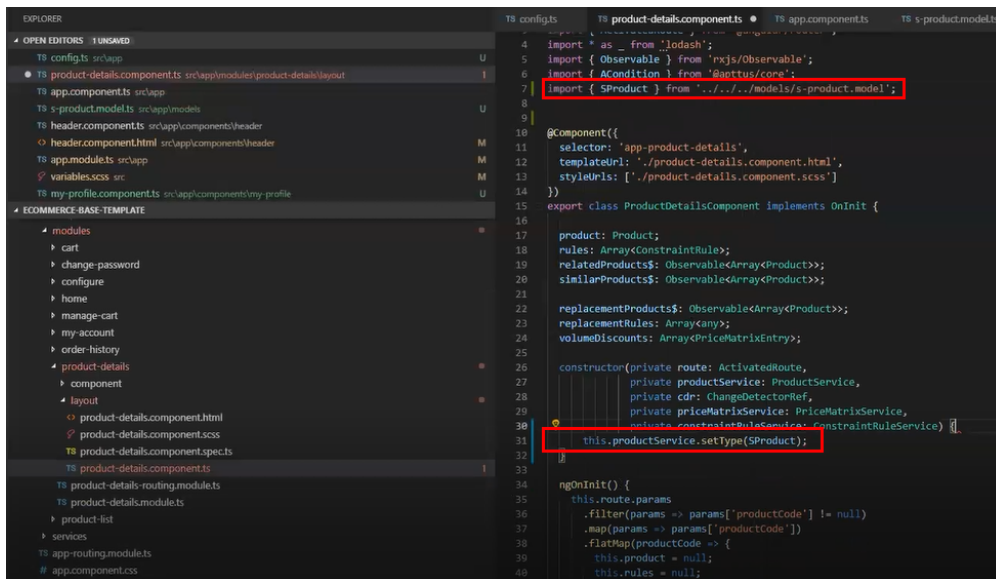 EXPLORER
OPEN EDITORS 1 UNSAVED
TS config.ts src\app U
TS product-details.component.ts src\app\modules\product-details\layout 1
TS app.component.ts src\app
TS s-product.model.ts src\app\models U
TS header.component.ts src\app\components\header
<> header.component.html src\app\components\header M
TS app.module.ts src\app M
variables.scss src M
TS my-profile.component.ts src\app\components\my-profile U
ECOMMERCE-BASE-TEMPLATE
modules
cart
change-password
configure
home
manage-cart
my-account
order-history
product-details
component
layout
<> product-details.component.html
product-details.component.scss
TS product-details.component.spec.ts
TS product-details.component.ts 1
TS product-details-routing.module.ts
TS product-details.module.ts
product-list
services
TS app-routing.module.ts
# app.component.css
TS config.ts TS product-details.component.ts TS app.component.ts TS s-product.model.ts
4 import * as _ from 'lodash';
5 import { Observable } from 'rxjs/Observable';
6 import { ACondition } from '@apttus/core';
7 import { SProduct } from '../../../models/s-product.model';
8
9
10 @Component({
11 selector: 'app-product-details',
12 templateUrl: './product-details.component.html',
13 styleUrls: ['./product-details.component.scss']
14 })
15 export class ProductDetailsComponent implements OnInit {
16
17 product: Product;
18 rules: Array<ConstraintRule>;
19 relatedProducts$: Observable<Array<Product>>;
20 similarProducts$: Observable<Array<Product>>;
21
22 replacementProducts$: Observable<Array<Product>>;
23 replacementRules: Array<any>;
24 volumeDiscounts: Array<PriceMatrixEntry>;
25
26 constructor(private route: ActivatedRoute,
27 private productService: ProductService,
28 private cdr: ChangeDetectorRef,
29 private priceMatrixService: PriceMatrixService,
30 private constraintRuleService: ConstraintRuleService) {
31 this.productService.setType(SProduct);
32 }
33
34 ngOnInit() {
35 this.route.params
36 .filter(params => params['productCode'] != null)
37 .map(params => params['productCode'])
38 .flatMap(productCode => {
39 this.product = null;
40 this.rules = null;